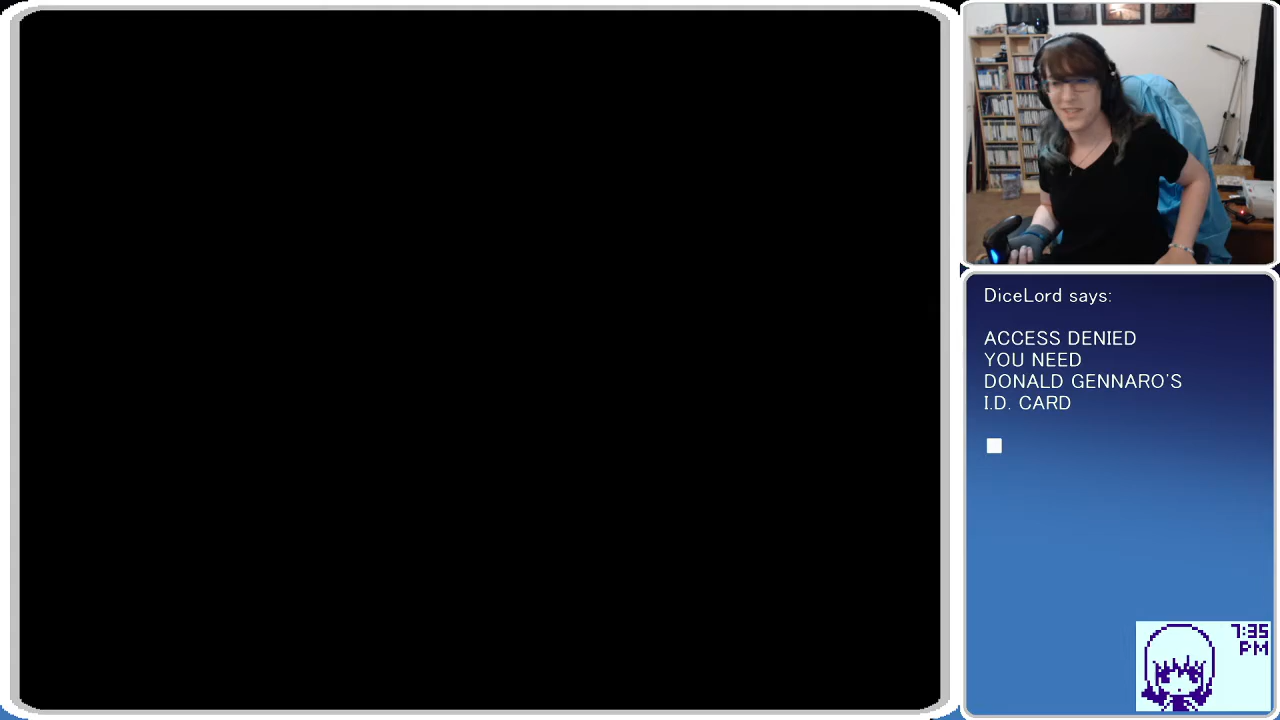 DiceLord says:
ACCESS DENIED
YOU NEED
DONALD GENNARO'S
I.D. CARD
7:35
PM